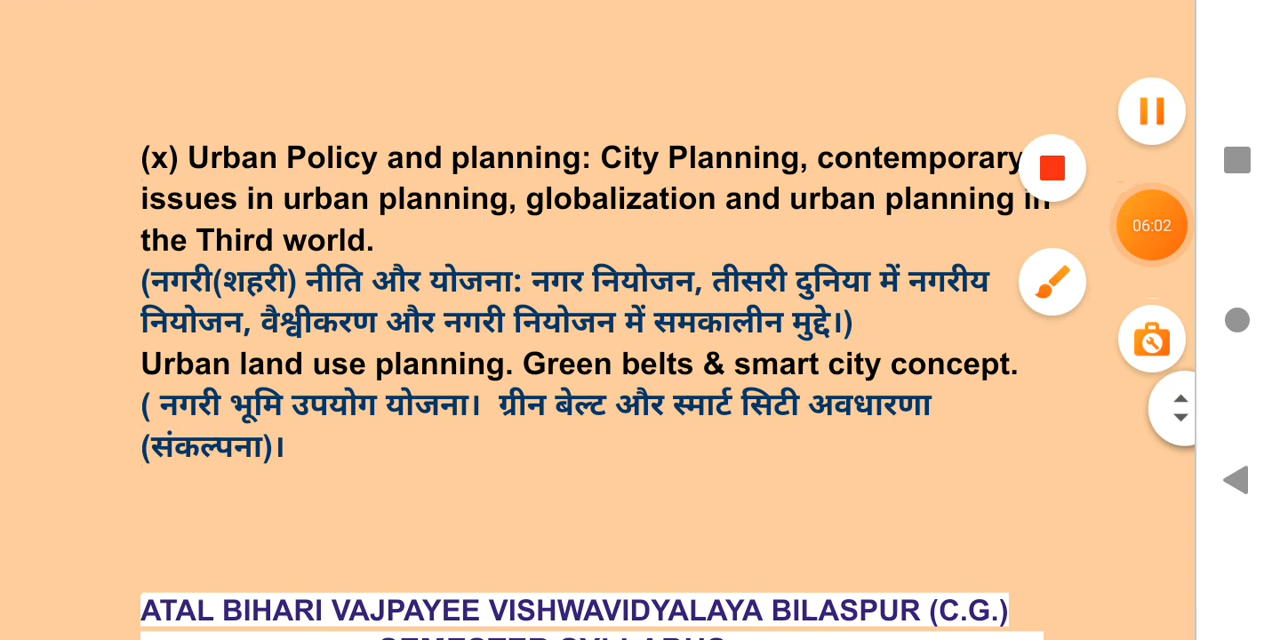 (x) Urban Policy and planning: City Planning, contemporary
issues in urban planning, globalization and urban planning in
the Third world.
(नगरी(शहरी) नीति और योजना: नगर नियोजन, तीसरी दुनिया में नगरीय
नियोजन, वैश्वीकरण और नगरी नियोजन में समकालीन मुद्दे।)
Urban land use planning. Green belts & smart city concept.
( नगरी भूमि उपयोग योजना। ग्रीन बेल्ट और स्मार्ट सिटी अवधारणा
(संकल्पना)।
06:02
ATAL BIHARI VAJPAYEE VISHWAVIDYALAYA BILASPUR (C.G.)
SEMESTER SYLLABUS